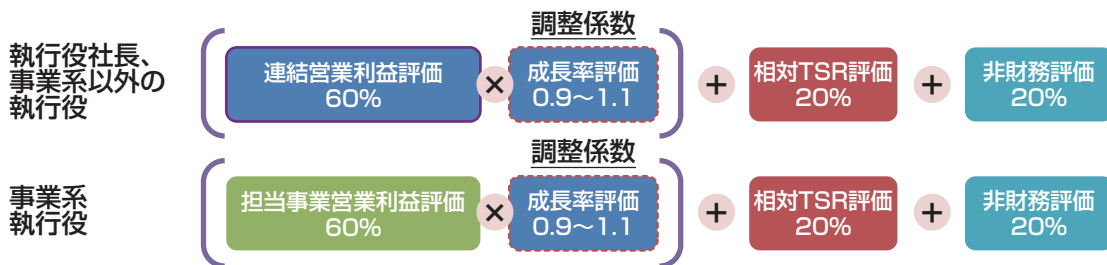 執行役社長、
事業系以外の
執行役
調整係数
連結営業利益評価
60%
×
成長率評価
0.9～1.1
+
相対TSR評価
20%
+
非財務評価
20%
事業系
執行役
調整係数
担当事業営業利益評価
60%
×
成長率評価
0.9～1.1
+
相対TSR評価
20%
+
非財務評価
20%